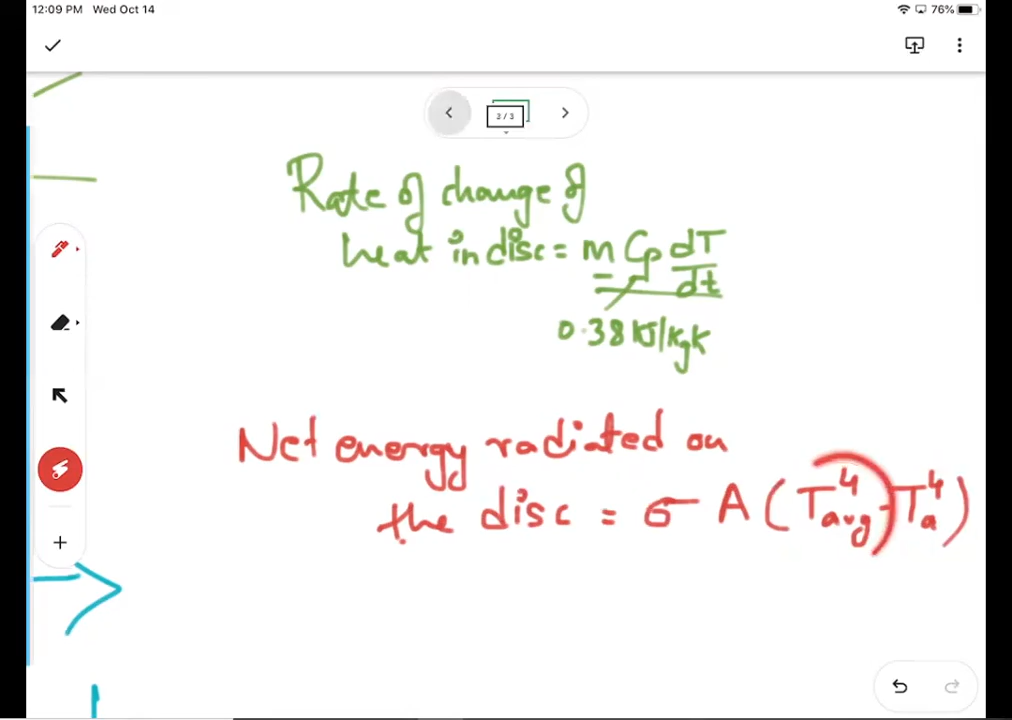 12:09 PM Wed Oct 14
76%
2/3
Rate of change of
heat in disc = m Cp dT/dt
0.38 KJ/kgK
Net energy radiated on
the disc = σ A (T⁴avg - T⁴a)